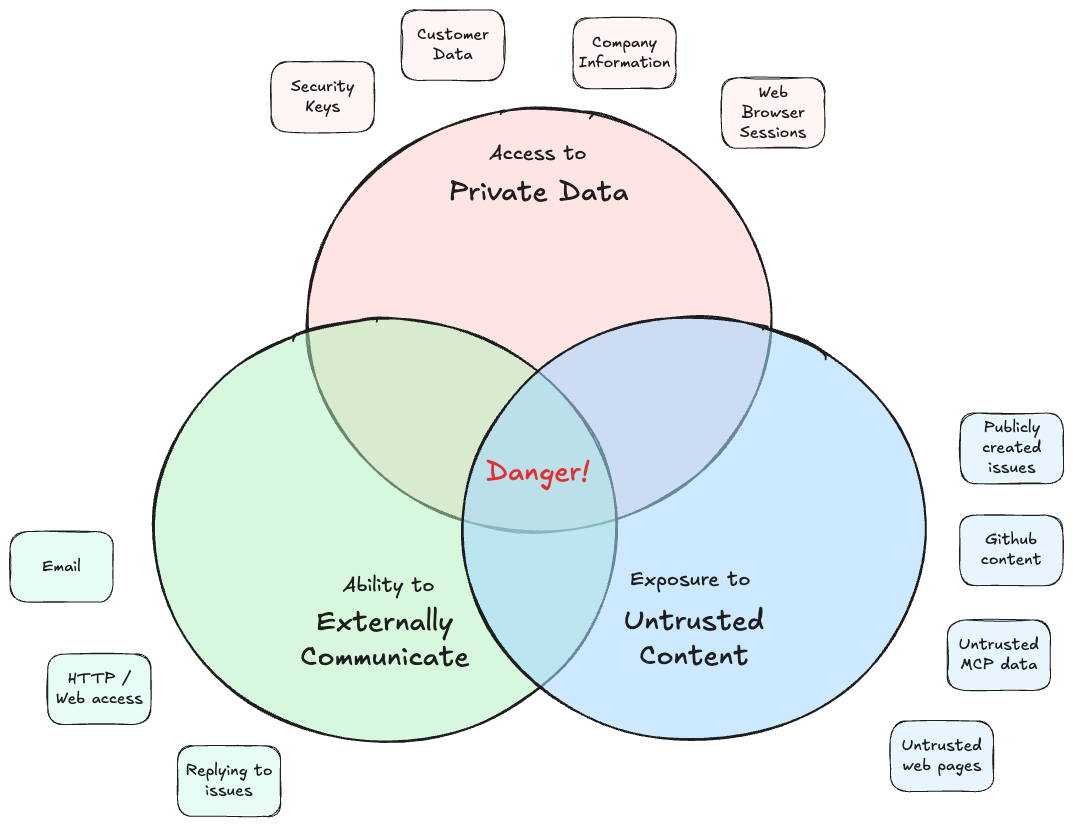 Customer
Data
Company
Information
Security
Keys
Web
Browser
Sessions
Access to
Private Data
Publicly
created
issues
Danger!
Github
content
Email
Ability to
Externally
Communicate
Exposure to
Untrusted
Content
Untrusted
MCP data
HTTP /
Web access
Untrusted
web pages
Replying to
issues